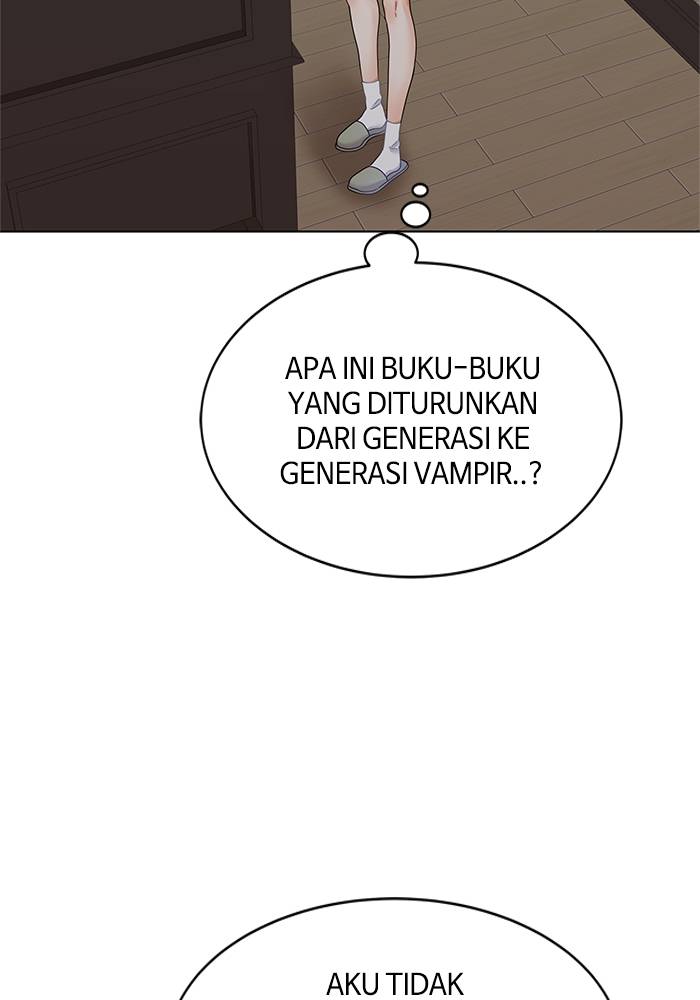 APA INI BUKU-BUKU
YANG DITURUNKAN
DARI GENERASI KE
GENERASI VAMPIR..?
AKU TIDAK